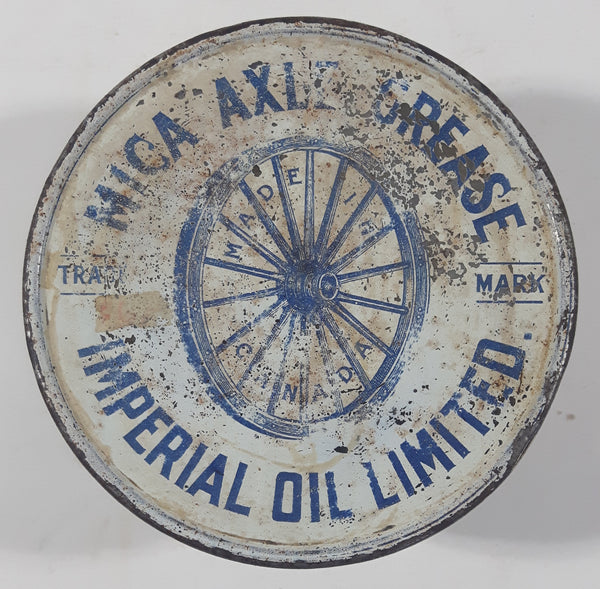 MICA AXLE GREASE
MADE IN
TRADE MARK
CANADA
IMPERIAL OIL LIMITED.